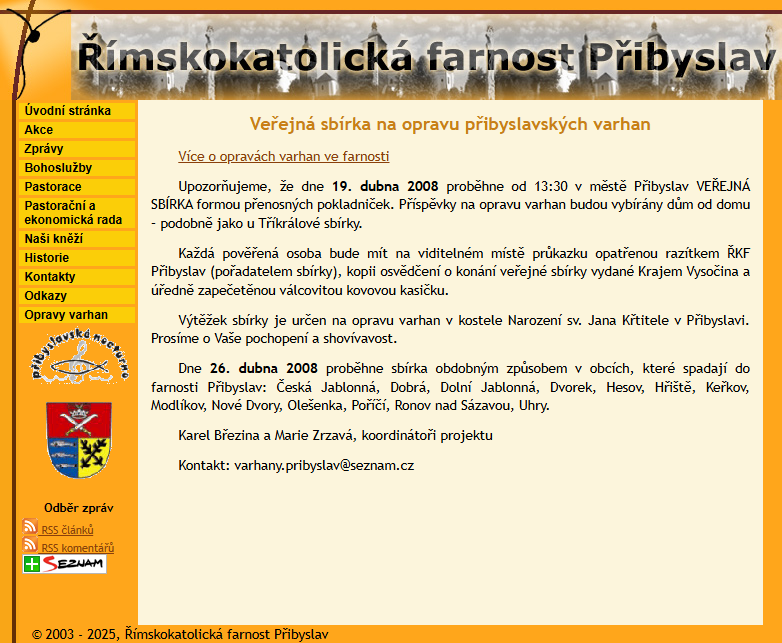 Římskokatolická farnost Přibyslav
Úvodní stránka
Akce
Zprávy
Bohoslužby
Pastorace
Pastorační a
ekonomická rada
Naši kněží
Historie
Kontakty
Odkazy
Opravy varhan
přibyslavské nocturno
Odběr zpráv
RSS článků
RSS komentářů
SEZNAM
Veřejná sbírka na opravu přibyslavských varhan
Více o opravách varhan ve farnosti
Upozorňujeme, že dne 19. dubna 2008 proběhne od 13:30 v městě Přibyslav VEŘEJNÁ
SBÍRKA formou přenosných pokladniček. Příspěvky na opravu varhan budou vybírány dům od domu
- podobně jako u Tříkrálové sbírky.
Každá pověřená osoba bude mít na viditelném místě průkazku opatřenou razítkem ŘKF
Přibyslav (pořadatelem sbírky), kopii osvědčení o konání veřejné sbírky vydané Krajem Vysočina a
úředně zapečetěnou válcovitou kovovou kasičku.
Výtěžek sbírky je určen na opravu varhan v kostele Narození sv. Jana Křtitele v Přibyslavi.
Prosíme o Vaše pochopení a shovívavost.
Dne 26. dubna 2008 proběhne sbírka obdobným způsobem v obcích, které spadají do
farnosti Přibyslav: Česká Jablonná, Dobrá, Dolní Jablonná, Dvorek, Hesov, Hřiště, Keřkov,
Modlíkov, Nové Dvory, Olešenka, Poříčí, Ronov nad Sázavou, Uhry.
Karel Březina a Marie Zrzavá, koordinátoři projektu
Kontakt: varhany.pribyslav@seznam.cz
© 2003 - 2025, Římskokatolická farnost Přibyslav